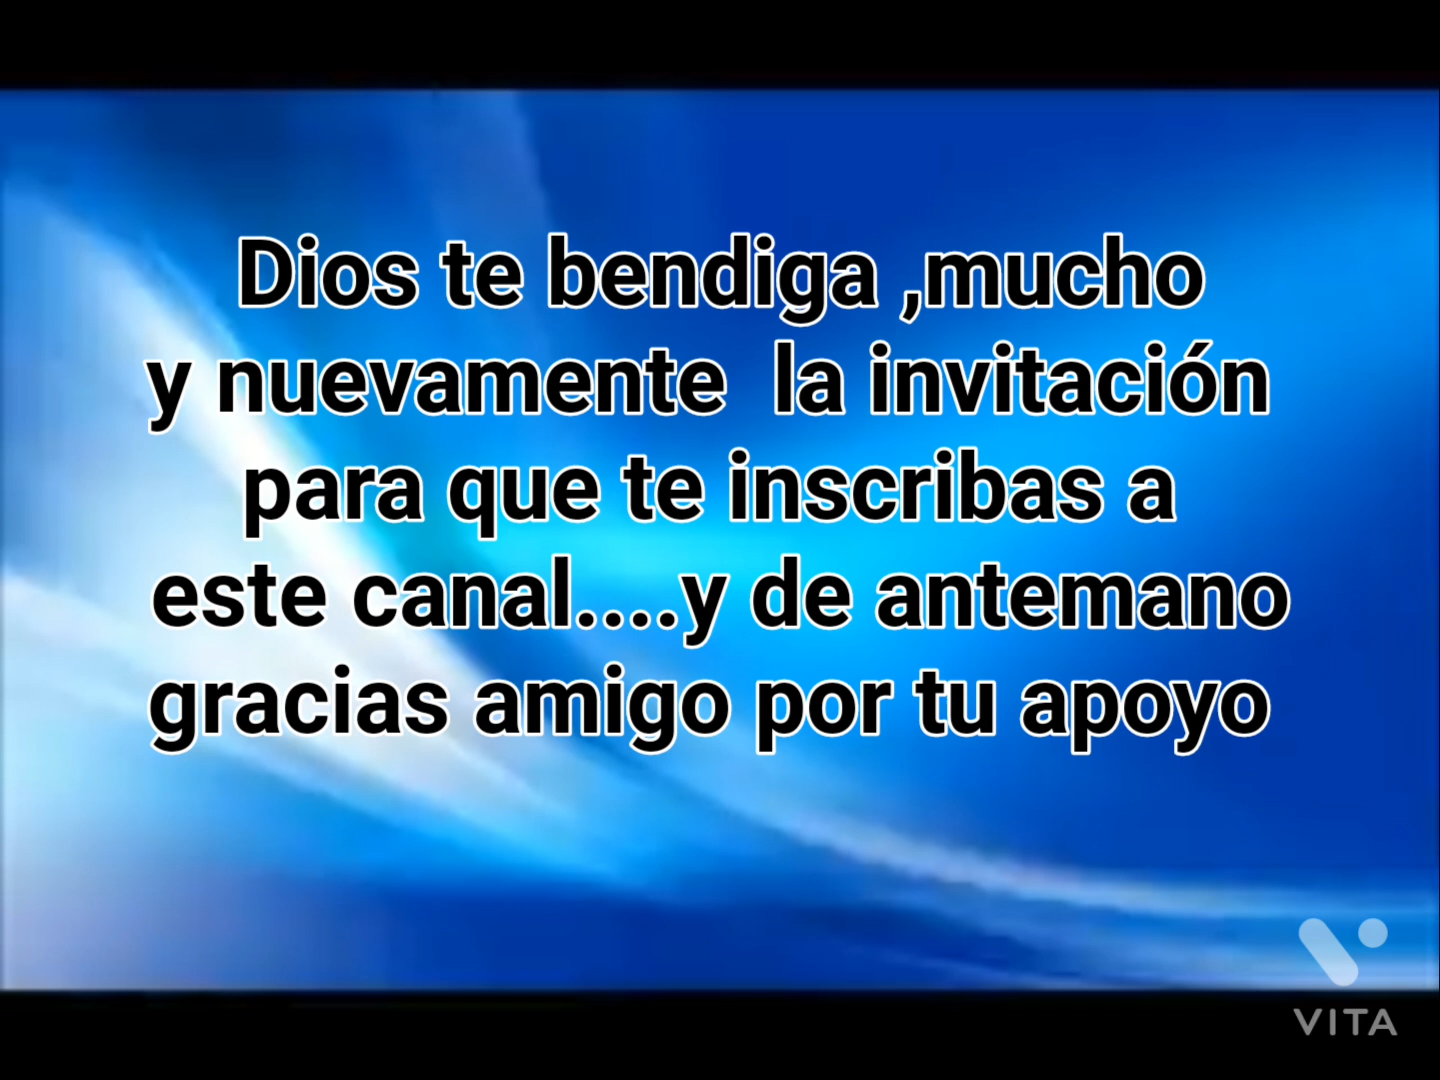 Dios te bendiga ,mucho
y nuevamente  la invitación
para que te inscribas a
este canal....y de antemano
gracias amigo por tu apoyo
VITA